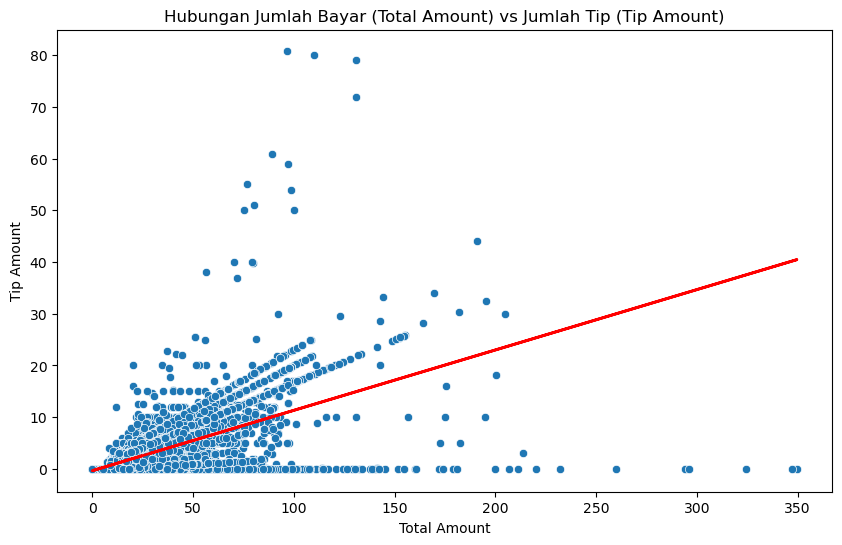 Hubungan Jumlah Bayar (Total Amount) vs Jumlah Tip (Tip Amount)
80
70
60
50
40
30
20
10
0
Tip Amount
0 50 100 150 200 250 300 350
Total Amount